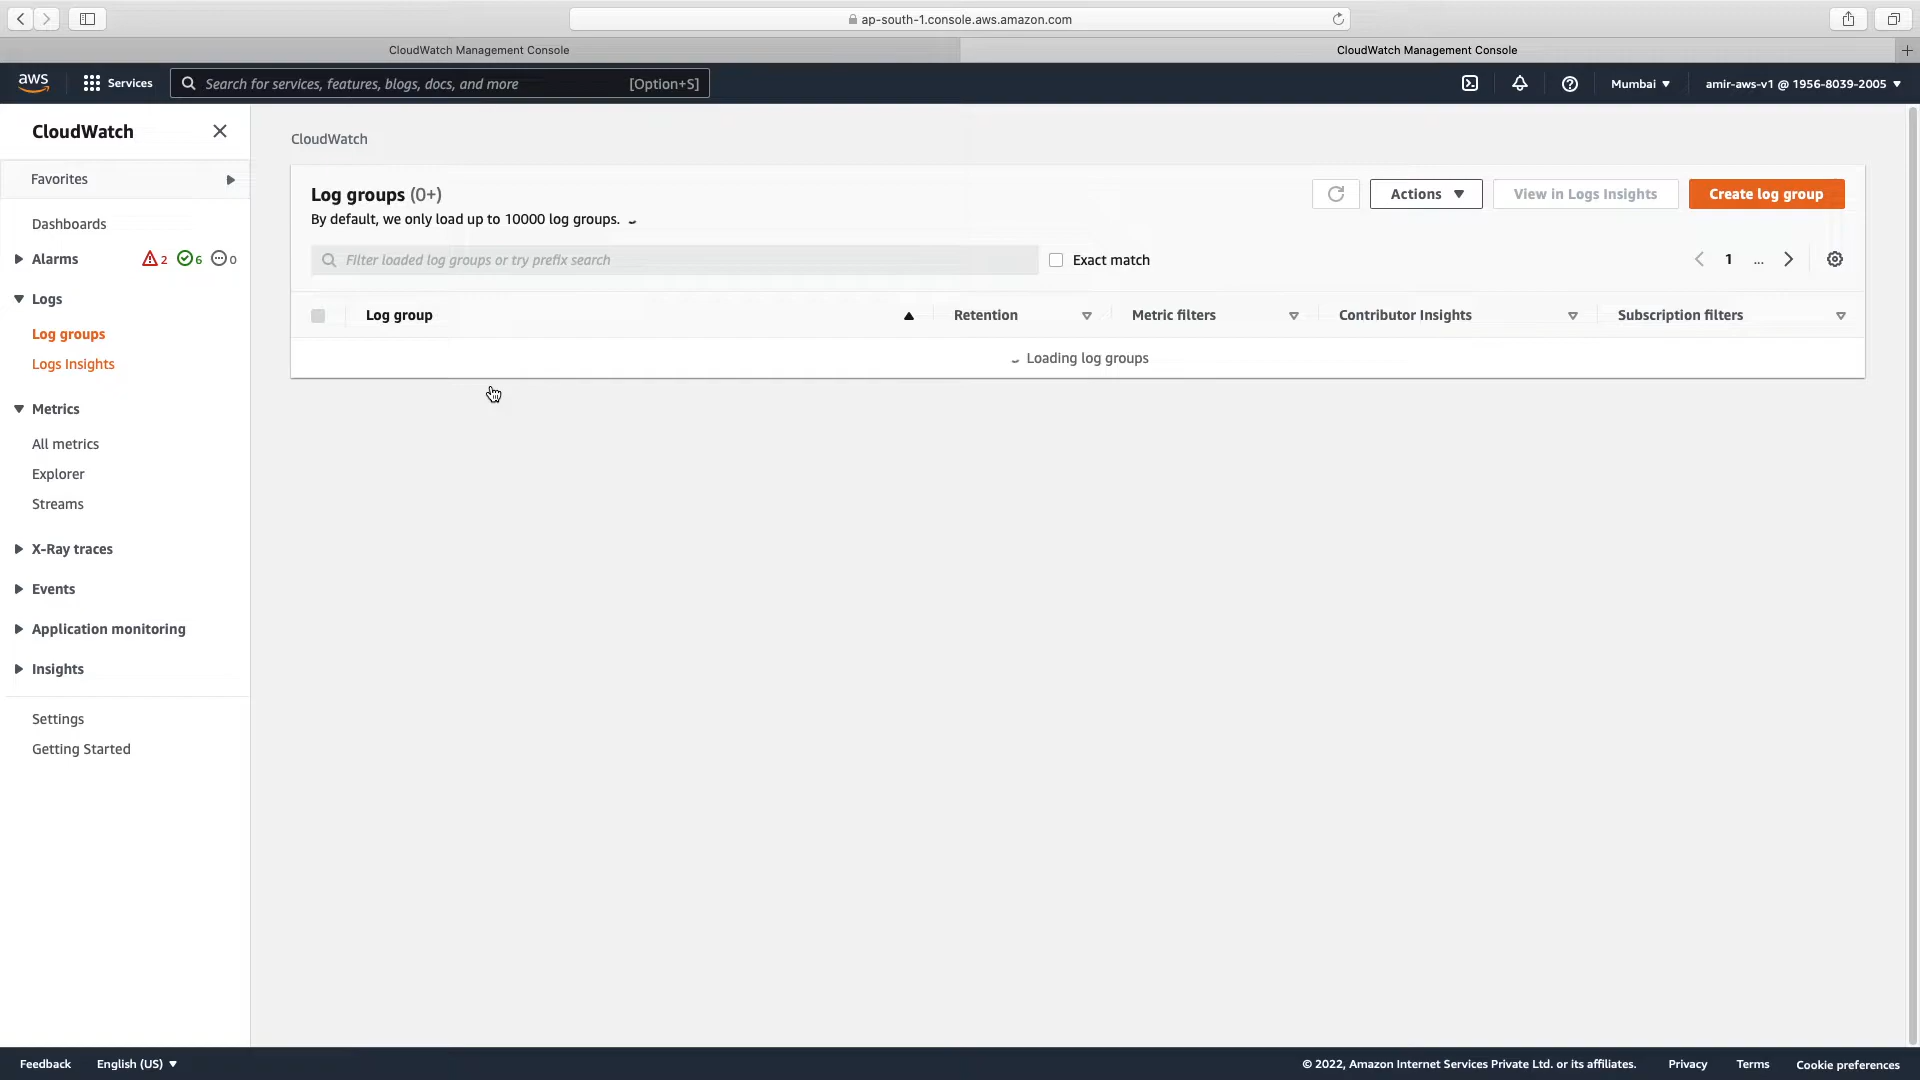 ap-south-1.console.aws.amazon.com
CloudWatch Management Console
CloudWatch Management Console
aws
Services
Search for services, features, blogs, docs, and more
[Option+S]
Mumbai
amir-aws-v1 @ 1956-8039-2005
CloudWatch
Favorites
Dashboards
Alarms
2
6
0
Logs
Log groups
Logs Insights
Metrics
All metrics
Explorer
Streams
X-Ray traces
Events
Application monitoring
Insights
Settings
Getting Started
CloudWatch
Log groups (0+)
By default, we only load up to 10000 log groups.
Actions
View in Logs Insights
Create log group
Filter loaded log groups or try prefix search
Exact match
1
...
Log group
Retention
Metric filters
Contributor Insights
Subscription filters
Loading log groups
Feedback
English (US)
© 2022, Amazon Internet Services Private Ltd. or its affiliates.
Privacy
Terms
Cookie preferences